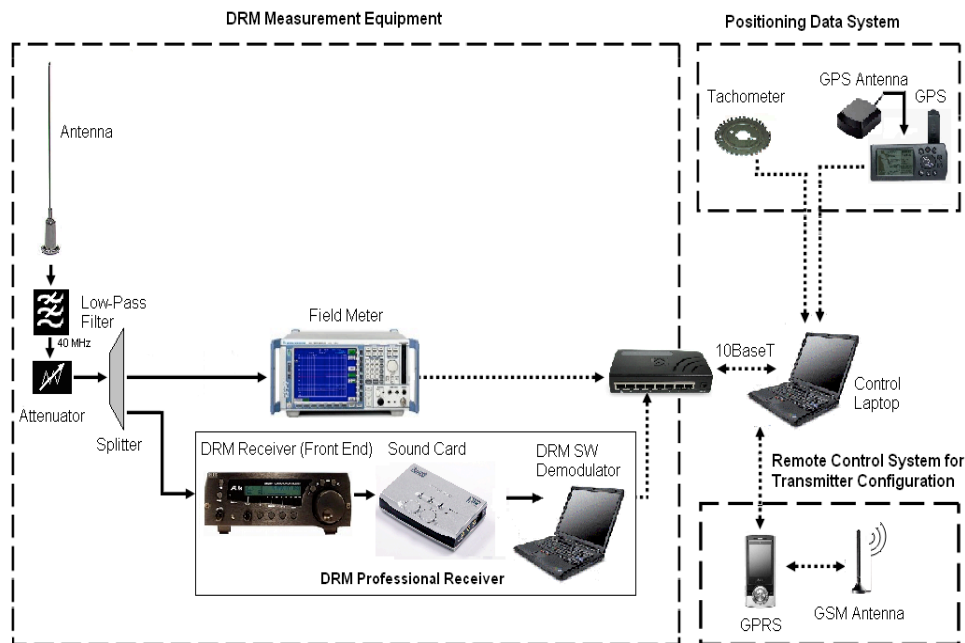 DRM Measurement Equipment
Positioning Data System
Antenna
Tachometer
GPS Antenna
GPS
Low-Pass
Filter
40 MHz
Attenuator
Splitter
Field Meter
10BaseT
Control
Laptop
DRM Receiver (Front End)
Sound Card
DRM SW
Demodulator
DRM Professional Receiver
Remote Control System for
Transmitter Configuration
GPRS
GSM Antenna